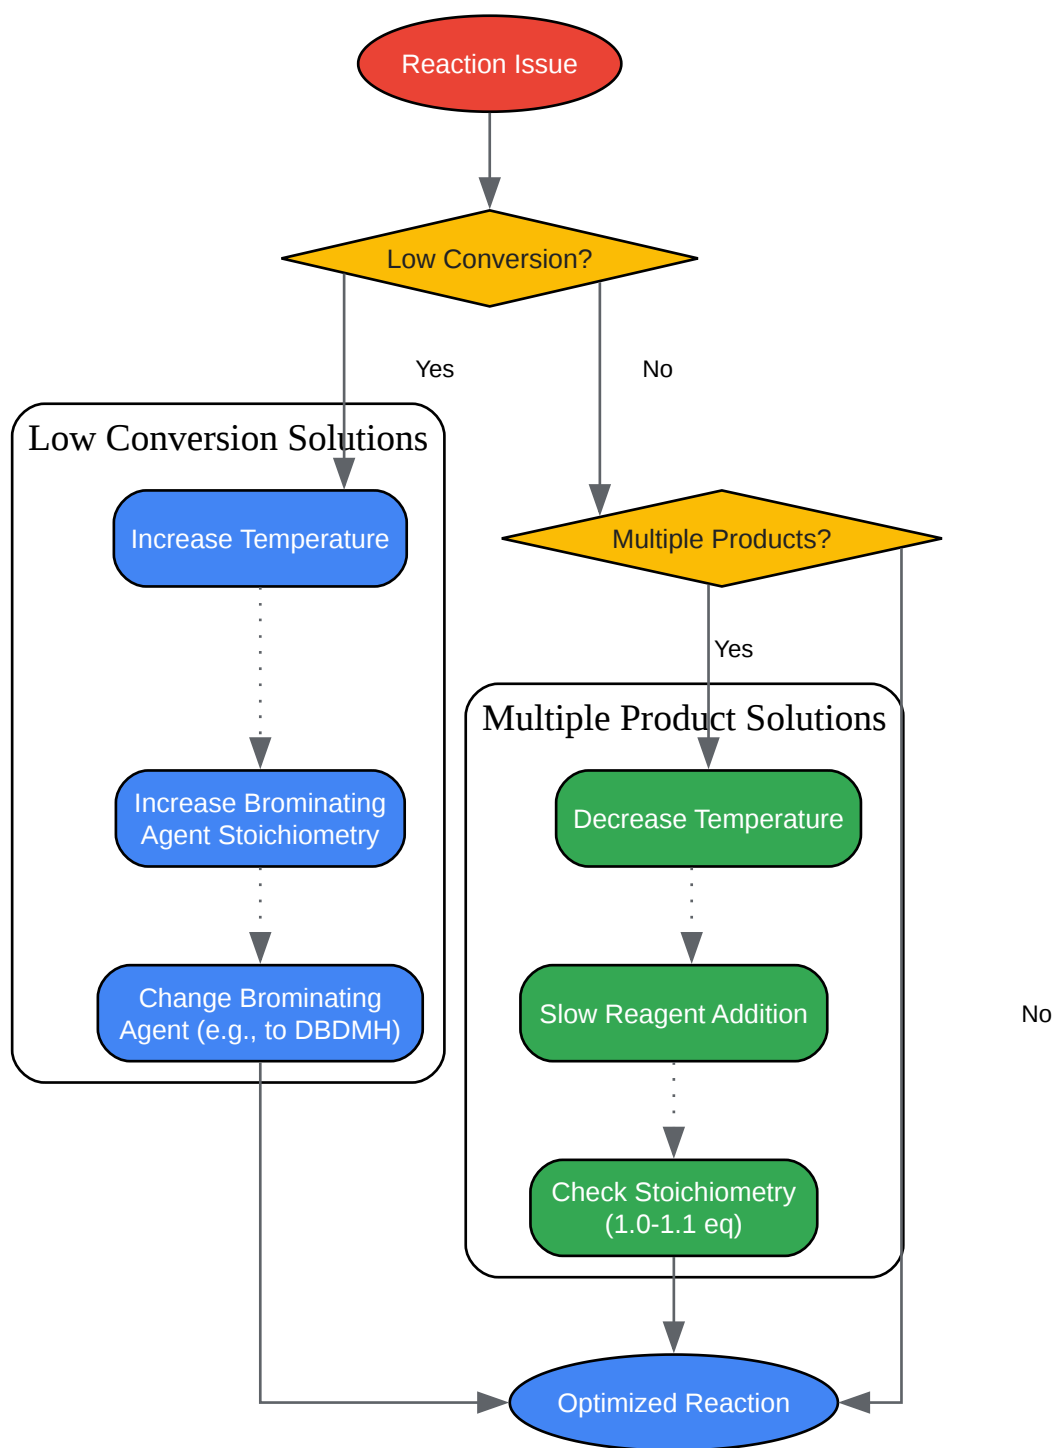 Reaction Issue
Low Conversion?
Yes
No
Low Conversion Solutions
Increase Temperature
Multiple Products?
Yes
Multiple Product Solutions
Increase Brominating
Agent Stoichiometry
Decrease Temperature
Change Brominating
Agent (e.g., to DBDMH)
Slow Reagent Addition
No
Check Stoichiometry
(1.0-1.1 eq)
Optimized Reaction